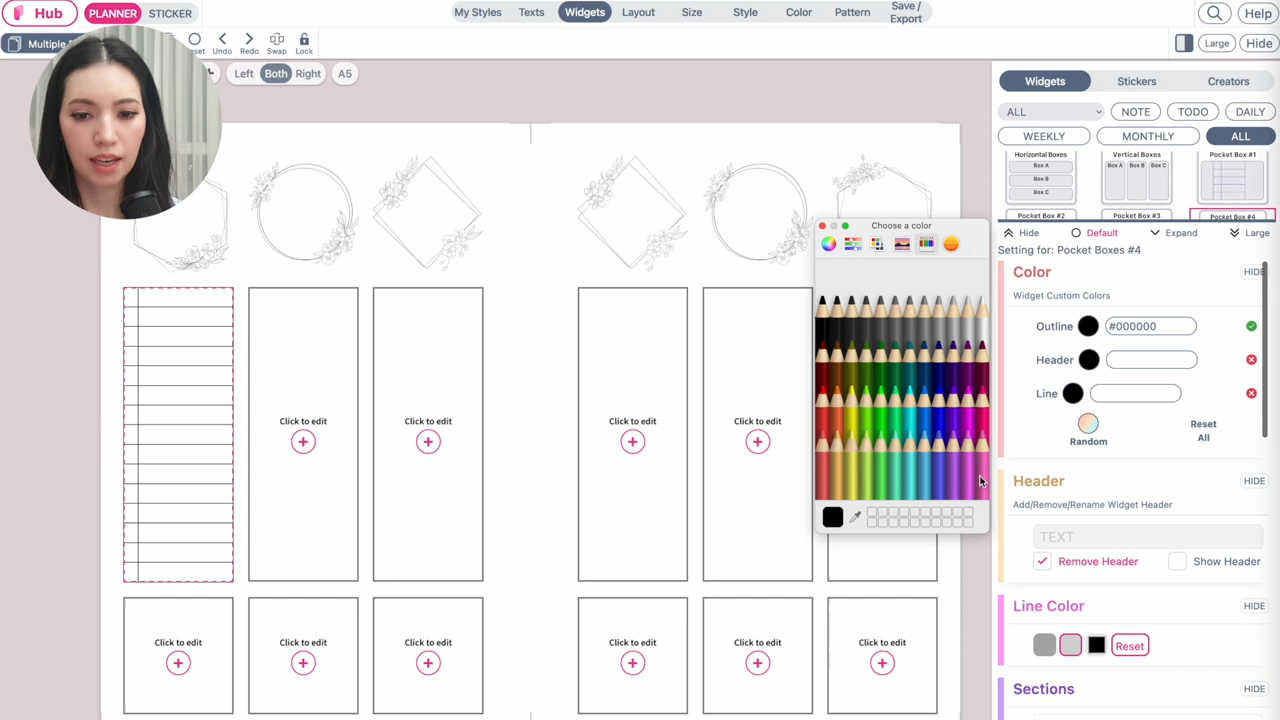 Hub
PLANNER
STICKER
My Styles
Texts
Widgets
Layout
Size
Style
Color
Pattern
Save /
Export
Help
Multiple
Undo
Redo
Swap
Lock
Large
Hide
Left
Both
Right
A5
Widgets
Stickers
Creators
ALL
NOTE
TODO
DAILY
WEEKLY
MONTHLY
ALL
Horizontal Boxes
Box A
Box B
Box C
Vertical Boxes
Box A
Box B
Box C
Pocket Box #1
Pocket Box #2
Pocket Box #3
Pocket Box #4
Hide
Default
Expand
Large
Setting for: Pocket Boxes #4
Color
HIDE
Widget Custom Colors
Outline
#000000
Header
Line
Random
Reset
All
Header
HIDE
Add/Remove/Rename Widget Header
TEXT
Remove Header
Show Header
Line Color
HIDE
Reset
Sections
HIDE
Choose a color
Click to edit
Click to edit
Click to edit
Click to edit
Click to edit
Click to edit
Click to edit
Click to edit
Click to edit
Click to edit